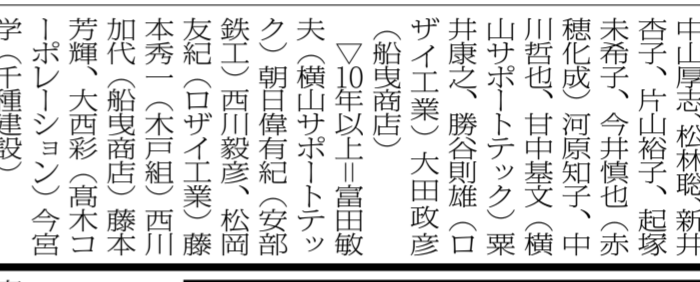 中山厚志、松林聡、新井
杏子、片山裕子、起塚
未希子、今井慎也（赤
穂化成）河原知子、中
川哲也、甘中基文（横
山サポートテック）粟
井康之、勝谷則雄（ロ
ザイ工業）大田政彦
（船曳商店）
▽10年以上＝富田敏
夫（横山サポートテッ
ク）朝日偉有紀（安部
鉄工）西川毅彦、松岡
友紀（ロザイ工業）藤
本秀一（木戸組）西川
加代（船曳商店）藤本
芳輝、大西彩（髙木コ
ーポレーション）今宮
学（千種建設）